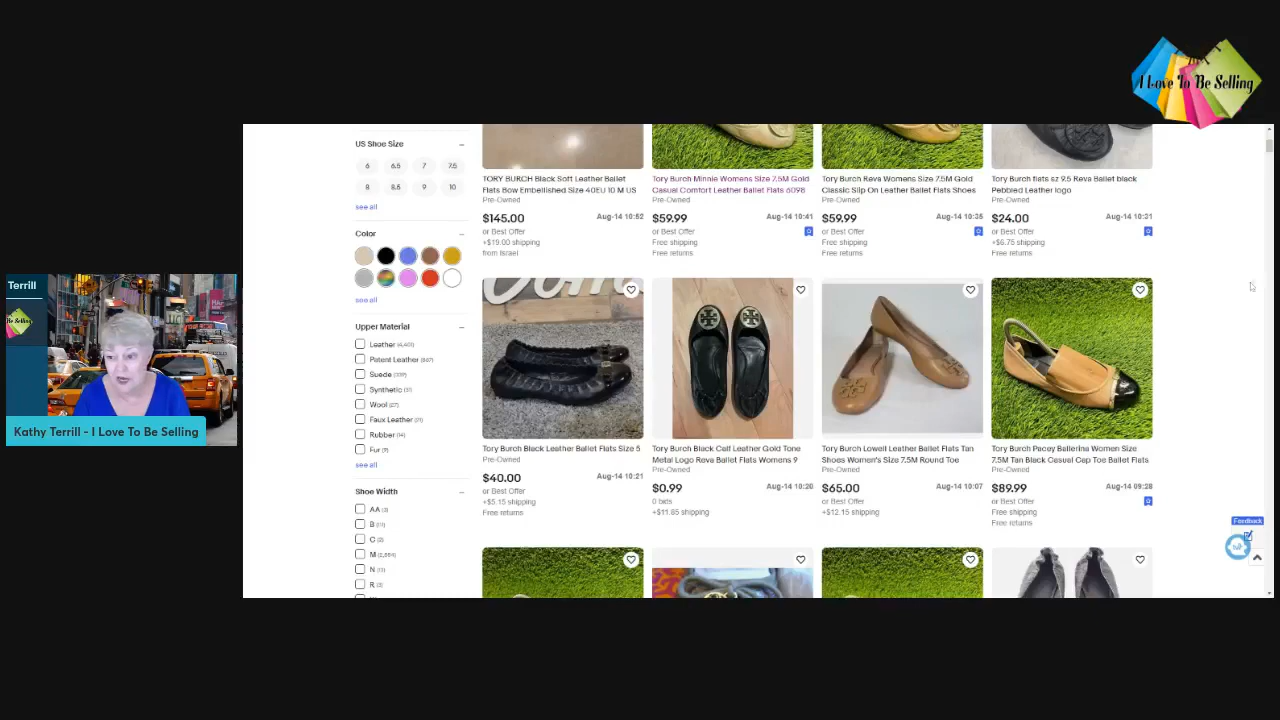 I Love To Be Selling
US Shoe Size
6 6.5 7 7.5
8 8.5 9 10
see all
Color
see all
Upper Material
Leather (4,401)
Patent Leather
Suede
Synthetic
Wool
Faux Leather
Rubber (14)
Fur
see all
Shoe Width
AA
B
C
M
N
R
TORY BURCH Black Soft Leather Ballet
Flats Bow Embellished Size 40EU 10 M US
Pre-Owned
$145.00 Aug-14 10:52
or Best Offer
+$19.00 shipping
from Israel
Tory Burch Minnie Womens Size 7.5M Gold
Casual Comfort Leather Ballet Flats 6098
Pre-Owned
$59.99 Aug-14 10:41
or Best Offer
Free shipping
Free returns
Tory Burch Reva Womens Size 7.5M Gold
Classic Slip On Leather Ballet Flats Shoes
Pre-Owned
$59.99 Aug-14 10:35
or Best Offer
Free shipping
Free returns
Tory Burch flats sz 9.5 Reva Ballet black
Pebbled Leather logo
Pre-Owned
$24.00 Aug-14 10:31
or Best Offer
+$6.75 shipping
Free returns
Tory Burch Black Leather Ballet Flats Size 5
Pre-Owned
$40.00 Aug-14 10:21
or Best Offer
+$5.15 shipping
Free returns
Tory Burch Black Calf Leather Gold Tone
Metal Logo Reva Ballet Flats Womens 9
Pre-Owned
$0.99 Aug-14 10:20
0 bids
+$11.85 shipping
Tory Burch Lowell Leather Ballet Flats Tan
Shoes Women's Size 7.5M Round Toe
Pre-Owned
$65.00 Aug-14 10:07
or Best Offer
+$12.15 shipping
Tory Burch Pacey Ballerina Women Size
7.5M Tan Black Casual Cap Toe Ballet Flats
Pre-Owned
$89.99 Aug-14 09:28
or Best Offer
Free shipping
Free returns
Feedback
Terrill
Be Selling
Kathy Terrill - I Love To Be Selling